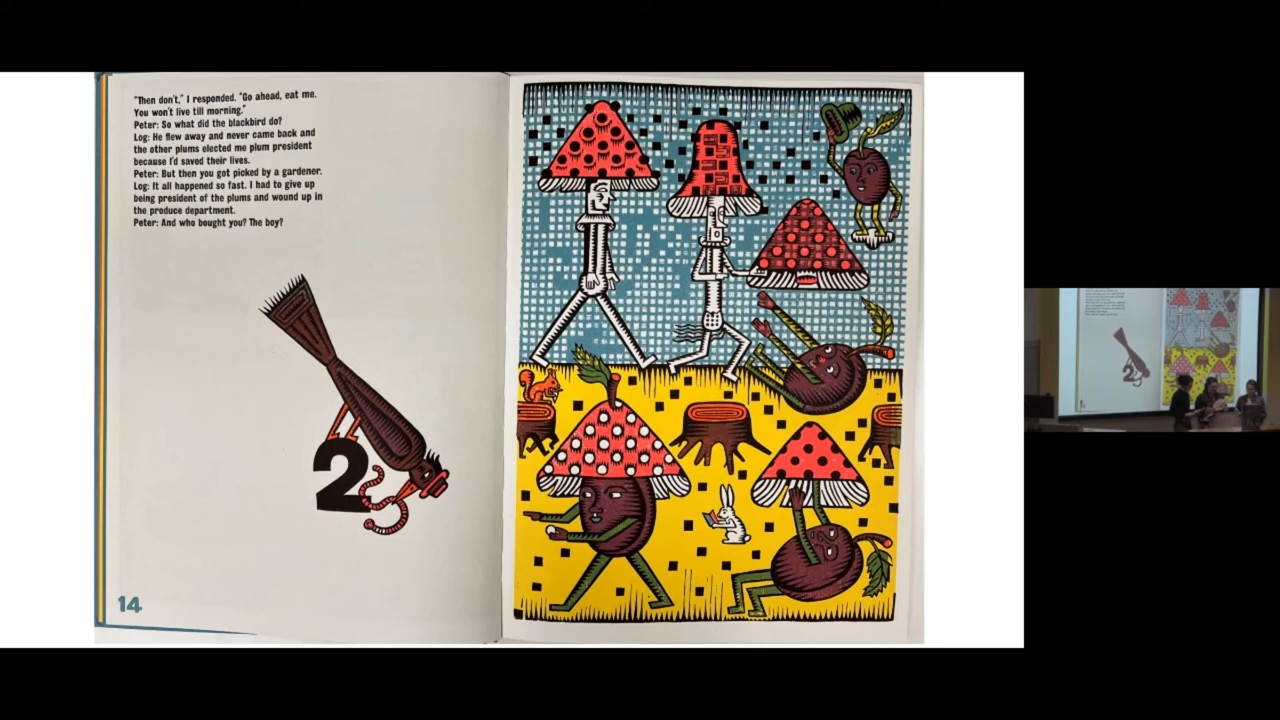 "Then don't," I responded. "Go ahead, eat me.
You won't live till morning."
Peter: So what did the blackbird do?
Log: He flew away and never came back and
the other plums elected me plum president
because I'd saved their lives.
Peter: But then you got picked by a gardener.
Log: It all happened so fast. I had to give up
being president of the plums and wound up in
the produce department.
Peter: And who bought you? The boy?
2
14